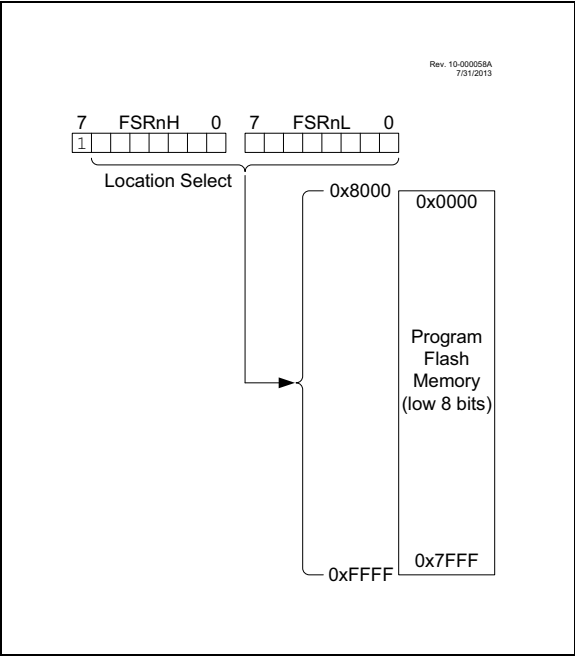 Rev. 10-000058A
7/31/2013
7 FSRnH 0 7 FSRnL 0
1
Location Select
0x8000
0x0000
Program
Flash
Memory
(low 8 bits)
0x7FFF
0xFFFF